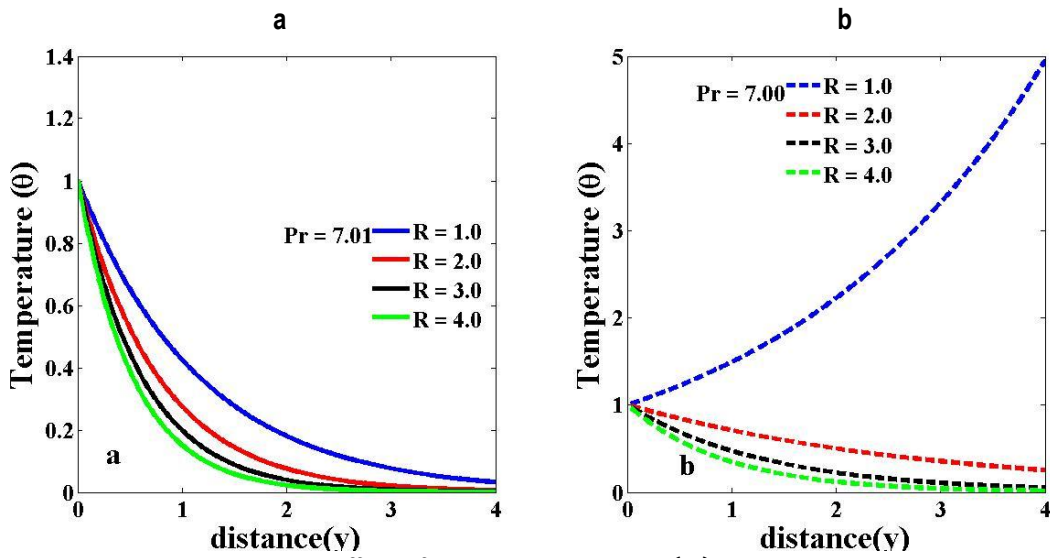 a
1.4
1.2
1
0.8
0.6
0.4
0.2
0
0 1 2 3 4
Temperature (θ)
distance(y)
Pr = 7.01
R = 1.0
R = 2.0
R = 3.0
R = 4.0
a
b
5
4
3
2
1
0
0 1 2 3 4
Temperature (θ)
distance(y)
Pr = 7.00
R = 1.0
R = 2.0
R = 3.0
R = 4.0
b